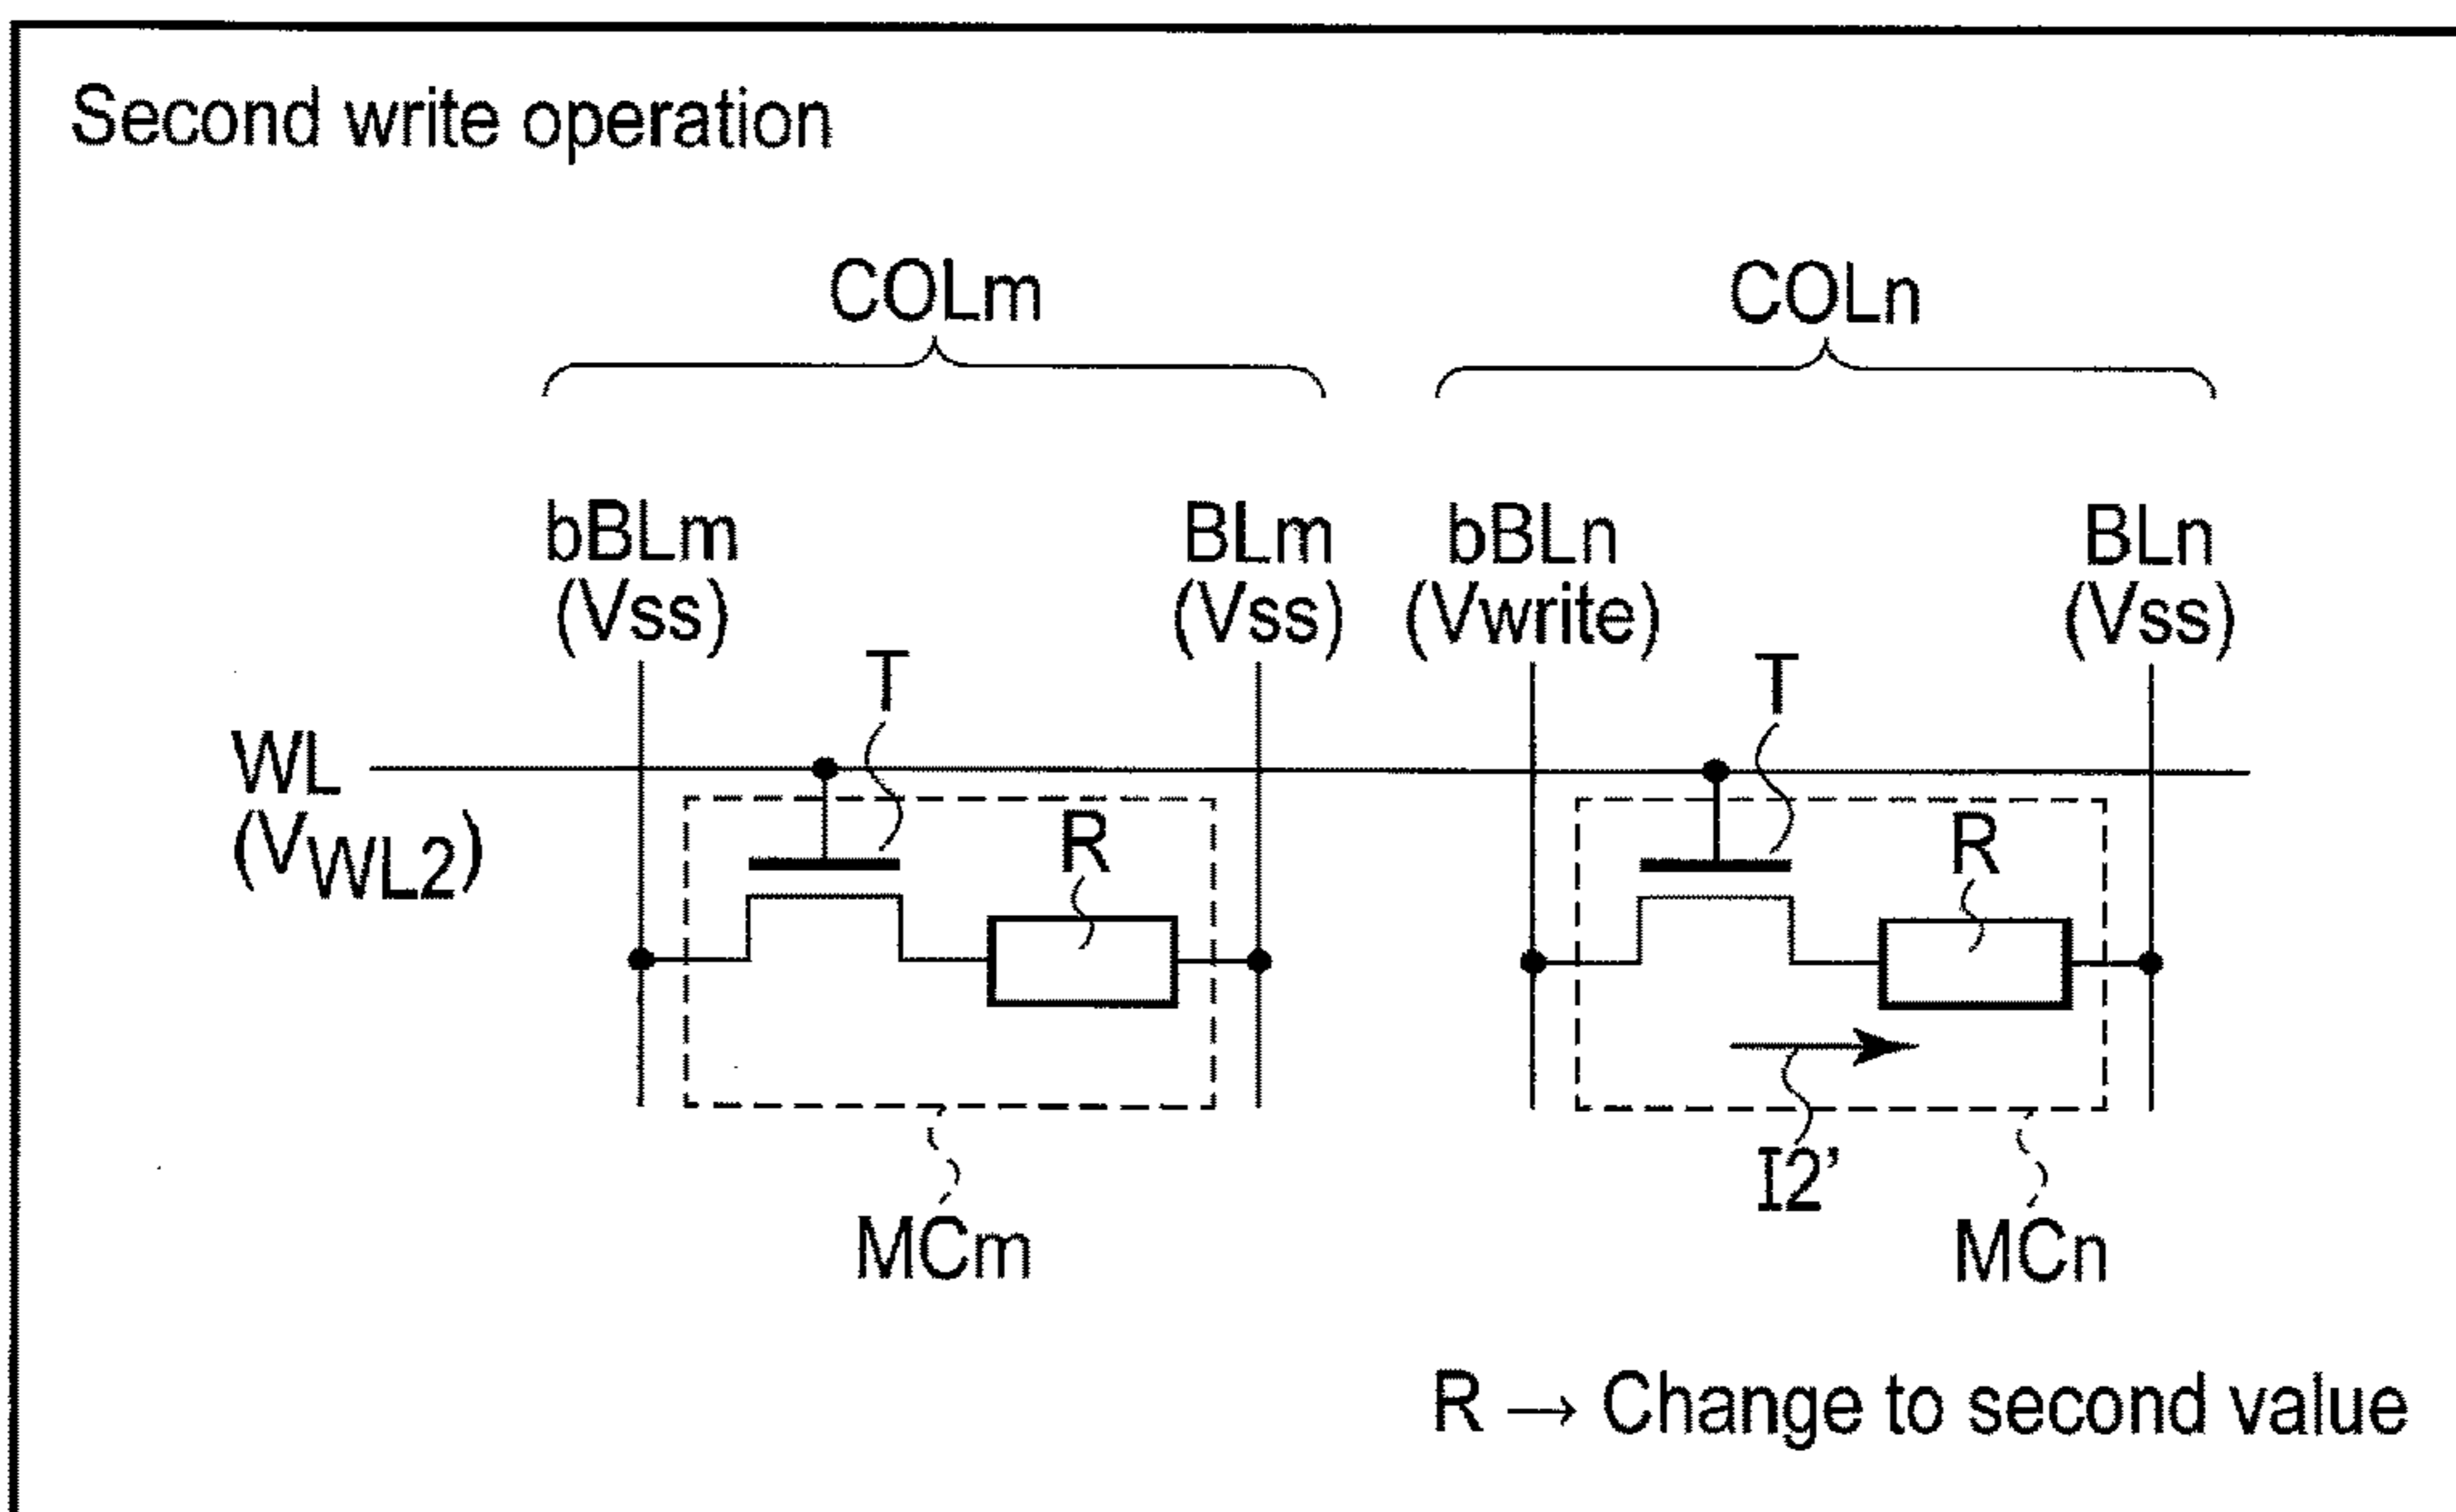 Second write operation
COLm COLn
bBLm BLm bBLn BLn
(Vss) (Vss) (Vwrite) (Vss)
T T
WL
(VWL2)
R R
I2’
MCm MCn
R → Change to second value